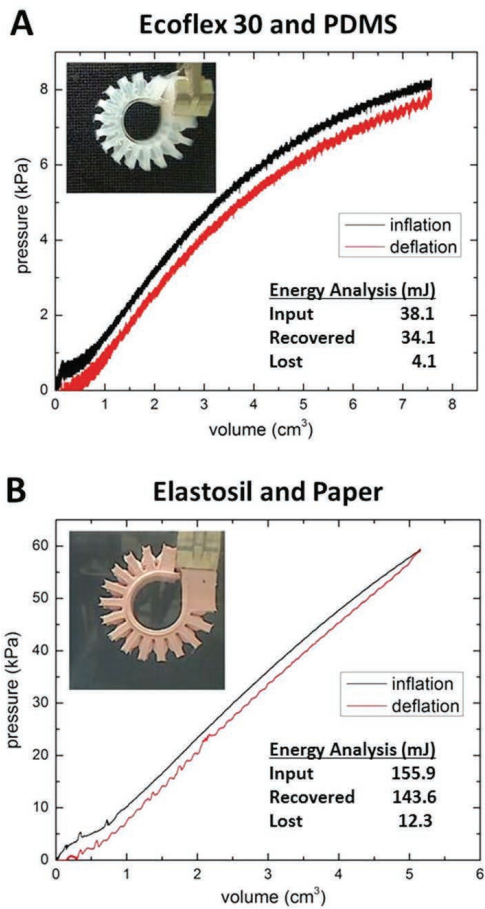 A Ecoflex 30 and PDMS
8
6
4
2
0
pressure (kPa)
inflation
deflation
Energy Analysis (mJ)
Input 38.1
Recovered 34.1
Lost 4.1
0 1 2 3 4 5 6 7 8
volume (cm³)
B Elastosil and Paper
60
50
40
30
20
10
0
pressure (kPa)
inflation
deflation
Energy Analysis (mJ)
Input 155.9
Recovered 143.6
Lost 12.3
0 1 2 3 4 5 6
volume (cm³)